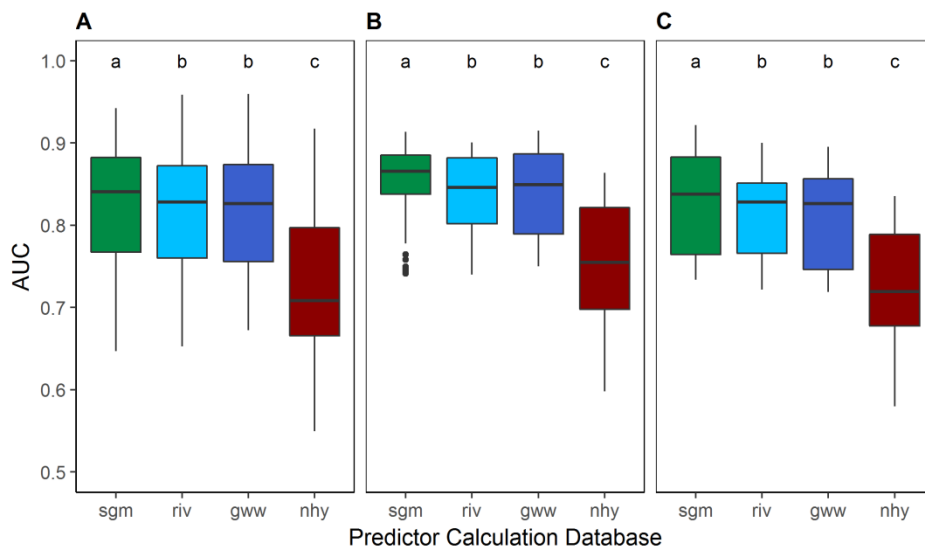 A B C
a b b c a b b c a b b c
1.0
0.9
0.8
0.7
0.6
0.5
AUC
sgm riv gww nhy sgm riv gww nhy sgm riv gww nhy
Predictor Calculation Database